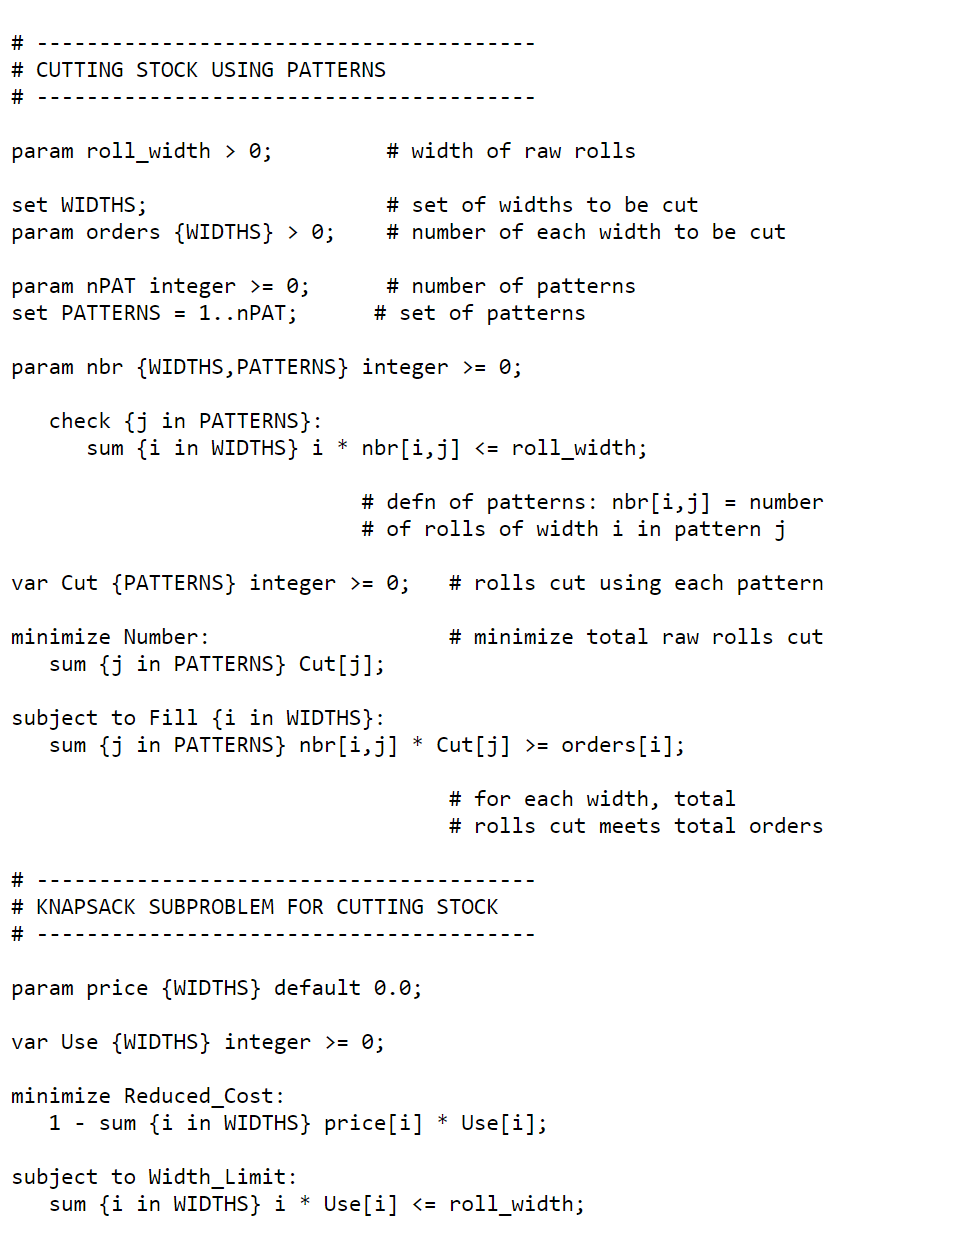 # ----------------------------------------
# CUTTING STOCK USING PATTERNS
# ----------------------------------------
param roll_width > 0;         # width of raw rolls
set WIDTHS;                   # set of widths to be cut
param orders {WIDTHS} > 0;    # number of each width to be cut
param nPAT integer >= 0;      # number of patterns
set PATTERNS = 1..nPAT;      # set of patterns
param nbr {WIDTHS,PATTERNS} integer >= 0;
   check {j in PATTERNS}:
      sum {i in WIDTHS} i * nbr[i,j] <= roll_width;
                            # defn of patterns: nbr[i,j] = number
                            # of rolls of width i in pattern j
var Cut {PATTERNS} integer >= 0;   # rolls cut using each pattern
minimize Number:                   # minimize total raw rolls cut
   sum {j in PATTERNS} Cut[j];
subject to Fill {i in WIDTHS}:
   sum {j in PATTERNS} nbr[i,j] * Cut[j] >= orders[i];
                                   # for each width, total
                                   # rolls cut meets total orders
# ----------------------------------------
# KNAPSACK SUBPROBLEM FOR CUTTING STOCK
# ----------------------------------------
param price {WIDTHS} default 0.0;
var Use {WIDTHS} integer >= 0;
minimize Reduced_Cost:
   1 - sum {i in WIDTHS} price[i] * Use[i];
subject to Width_Limit:
   sum {i in WIDTHS} i * Use[i] <= roll_width;